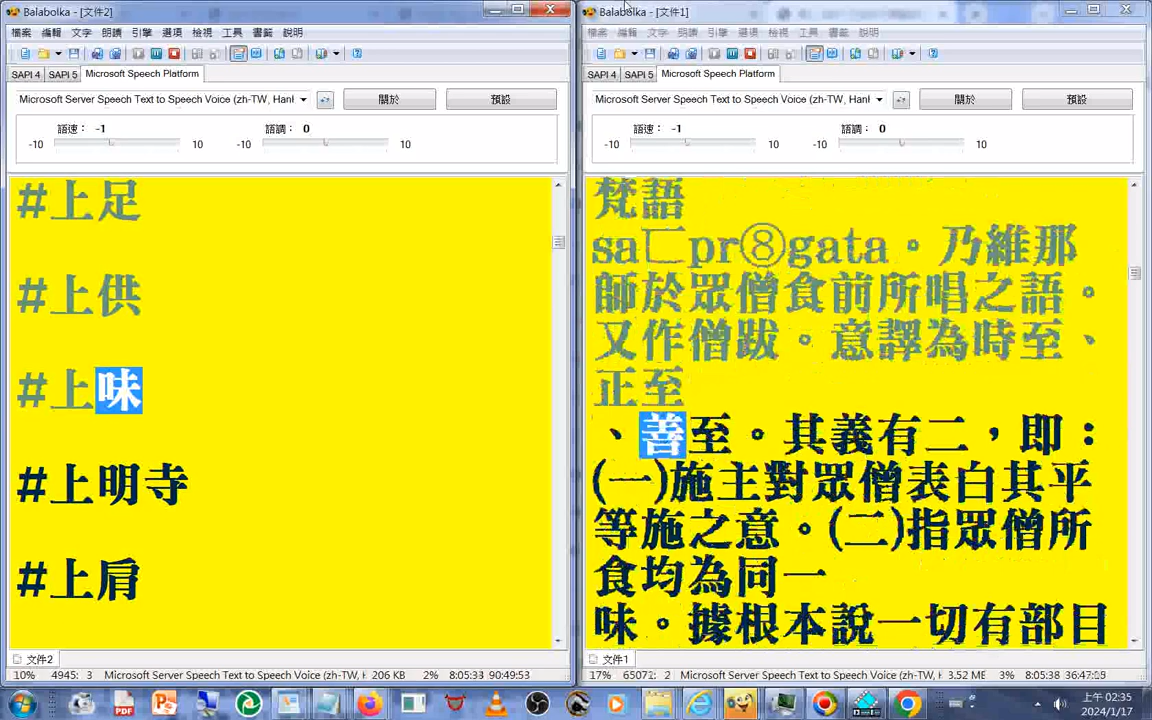 Balabolka - [文件2]
檔案 編輯 文字 朗讀 引擎 選項 檢視 工具 書籤 說明
SAPI 4 SAPI 5 Microsoft Speech Platform
Microsoft Server Speech Text to Speech Voice (zh-TW, Han
關於 預設
語速： -1 語調： 0
-10 10 -10 10
#上足
#上供
#上味
#上明寺
#上肩
文件2
10% 4945: 3 Microsoft Server Speech Text to Speech Voice (zh-TW, H 206 KB 2% 8:05:33 90:49:53
Balabolka - [文件1]
檔案 編輯 文字 朗讀 引擎 選項 檢視 工具 書籤 說明
SAPI 4 SAPI 5 Microsoft Speech Platform
Microsoft Server Speech Text to Speech Voice (zh-TW, Han
關於 預設
語速： -1 語調： 0
-10 10 -10 10
梵語
sa匚pr⑧gata。乃維那
師於眾僧食前所唱之語。
又作僧跋。意譯為時至、
正至
、善至。其義有二，即：
(一)施主對眾僧表白其平
等施之意。(二)指眾僧所
食均為同一
味。據根本說一切有部目
文件1
17% 65072: 2 Microsoft Server Speech Text to Speech Voice (zh-TW, H 3.52 MB 3% 8:05:38 36:47:05
上午 02:35
2024/1/17